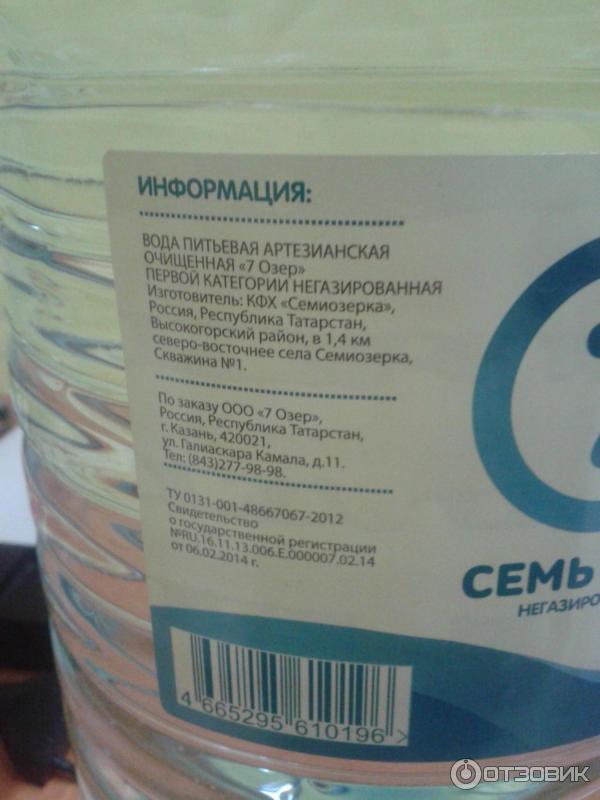 ИНФОРМАЦИЯ:
ВОДА ПИТЬЕВАЯ АРТЕЗИАНСКАЯ
ОЧИЩЕННАЯ «7 Озер»
ПЕРВОЙ КАТЕГОРИИ НЕГАЗИРОВАННАЯ
Изготовитель: КФХ «Семиозерка»,
Россия, Республика Татарстан,
Высокогорский район, в 1,4 км
северо-восточнее села Семиозерка,
Скважина №1.
По заказу ООО «7 Озер»,
Россия, Республика Татарстан,
г. Казань, 420021,
ул. Галиаскара Камала, д.11.
Тел: (843)277-98-98.
ТУ 0131-001-48667067-2012
Свидетельство
о государственной регистрации
№RU.16.11.13.006.Е.000007.02.14
от 06.02.2014 г.
СЕМЬ
НЕГАЗИРО
4 665295 610196 >
ОТЗОВИК